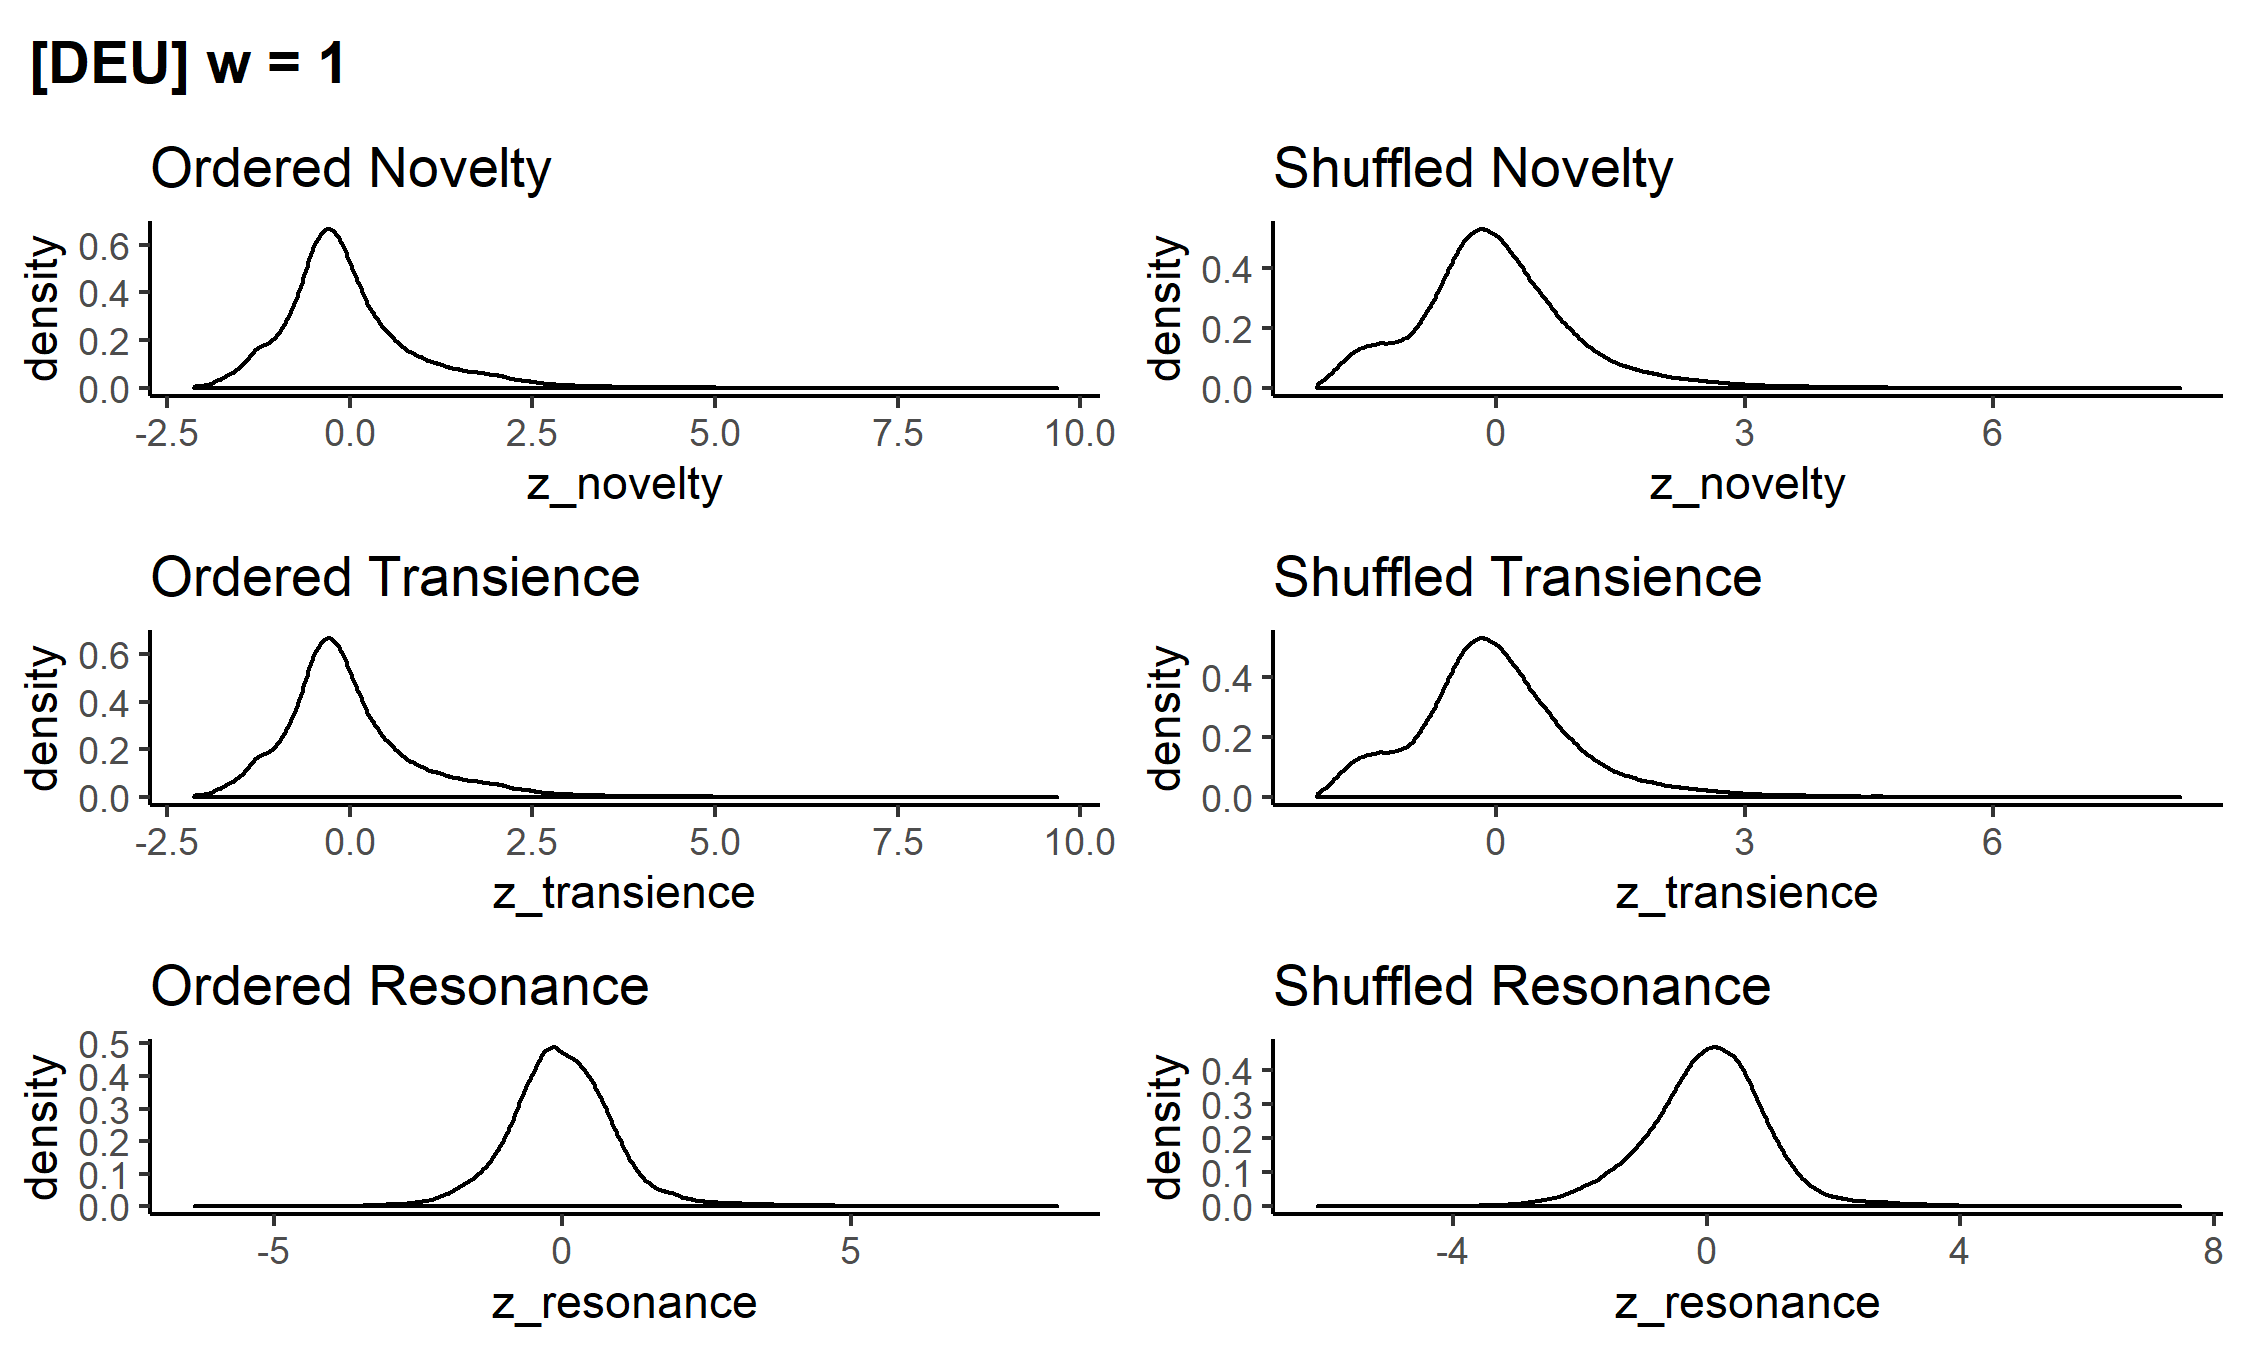 [DEU] w = 1
Ordered Novelty
density
0.6
0.4
0.2
0.0
-2.5 0.0 2.5 5.0 7.5 10.0
z_novelty
Shuffled Novelty
density
0.4
0.2
0.0
0 3 6
z_novelty
Ordered Transience
density
0.6
0.4
0.2
0.0
-2.5 0.0 2.5 5.0 7.5 10.0
z_transience
Shuffled Transience
density
0.4
0.2
0.0
0 3 6
z_transience
Ordered Resonance
density
0.5
0.4
0.3
0.2
0.1
0.0
-5 0 5
z_resonance
Shuffled Resonance
density
0.4
0.3
0.2
0.1
0.0
-4 0 4 8
z_resonance